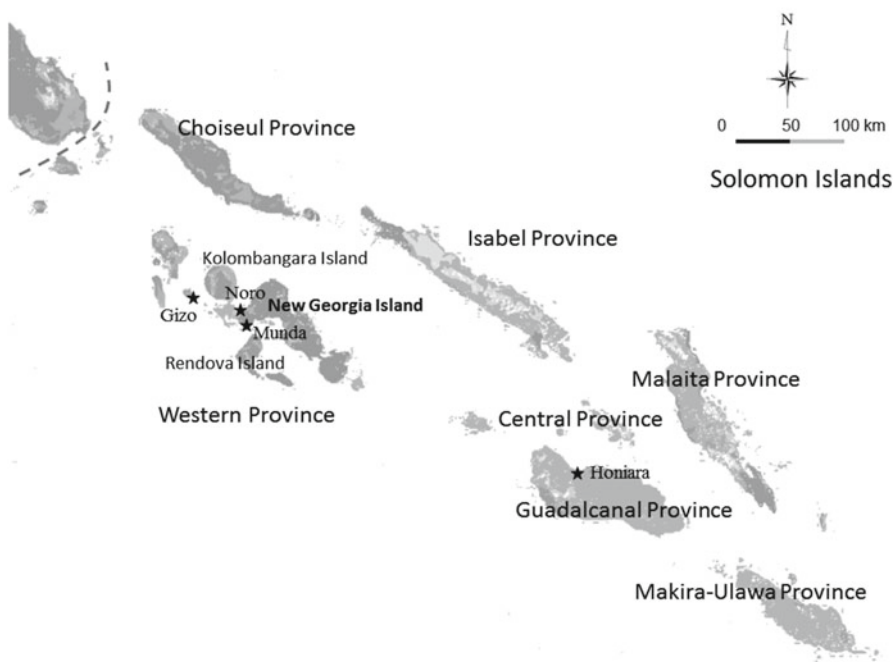 N
0 50 100 km
Solomon Islands
Choiseul Province
Isabel Province
Kolombangara Island
Noro
New Georgia Island
Gizo
Munda
Rendova Island
Western Province
Malaita Province
Central Province
Honiara
Guadalcanal Province
Makira-Ulawa Province